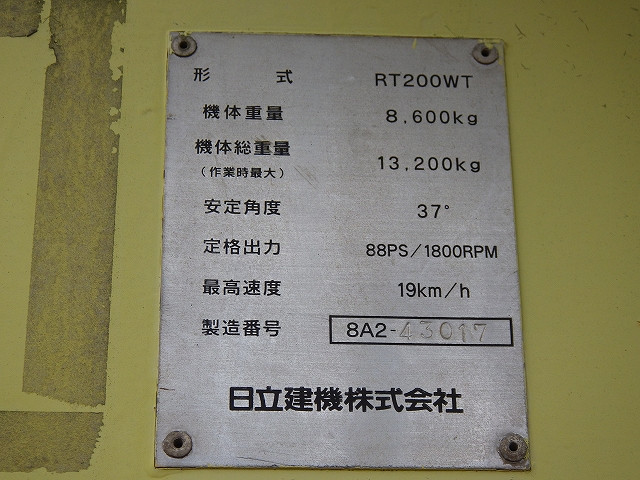 形式 RT200WT
機体重量 8,600kg
機体総重量 13,200kg
(作業時最大)
安定角度 37°
定格出力 88PS/1800RPM
最高速度 19km/h
製造番号 8A2-43017
日立建機株式会社